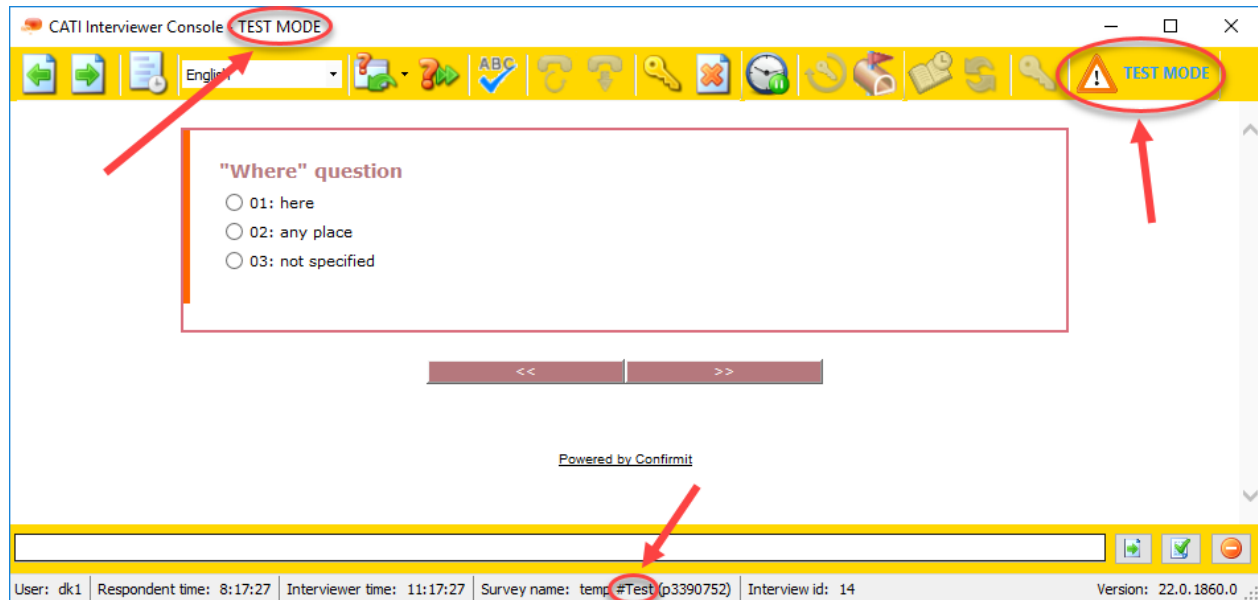 CATI Interviewer Console - TEST MODE
English
ABC
TEST MODE
"Where" question
01: here
02: any place
03: not specified
<< >>
Powered by Confirmit
User: dk1 Respondent time: 8:17:27 Interviewer time: 11:17:27 Survey name: temp #Test (p3390752) Interview id: 14 Version: 22.0.1860.0